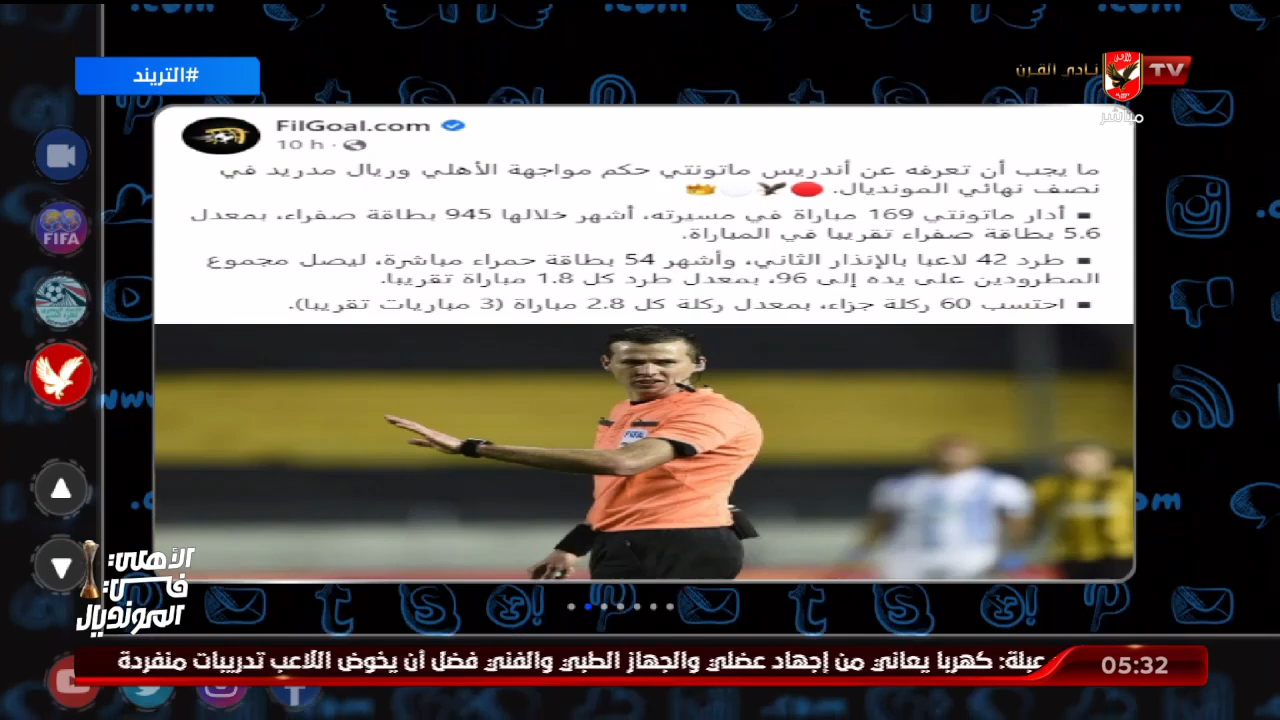 #التريند
نادي القرن
TV
مباشر
FilGoal.com
10 h
ما يجب أن تعرفه عن أندريس ماتونتي حكم مواجهة الأهلي وريال مدريد في
نصف نهائي المونديال.
▪ أدار ماتونتي 169 مباراة في مسيرته، أشهر خلالها 945 بطاقة صفراء، بمعدل
5.6 بطاقة صفراء تقريبا في المباراة.
▪ طرد 42 لاعبا بالإنذار الثاني، وأشهر 54 بطاقة حمراء مباشرة، ليصل مجموع
المطرودين على يده إلى 96، بمعدل طرد كل 1.8 مباراة تقريبا.
▪ احتسب 60 ركلة جزاء، بمعدل ركلة كل 2.8 مباراة (3 مباريات تقريبا).
FIFA
FIFA
الأهلي
في
المونديال
عبلة: كهربا يعاني من إجهاد عضلي والجهاز الطبي والفني فضل أن يخوض اللاعب تدريبات منفردة
05:32